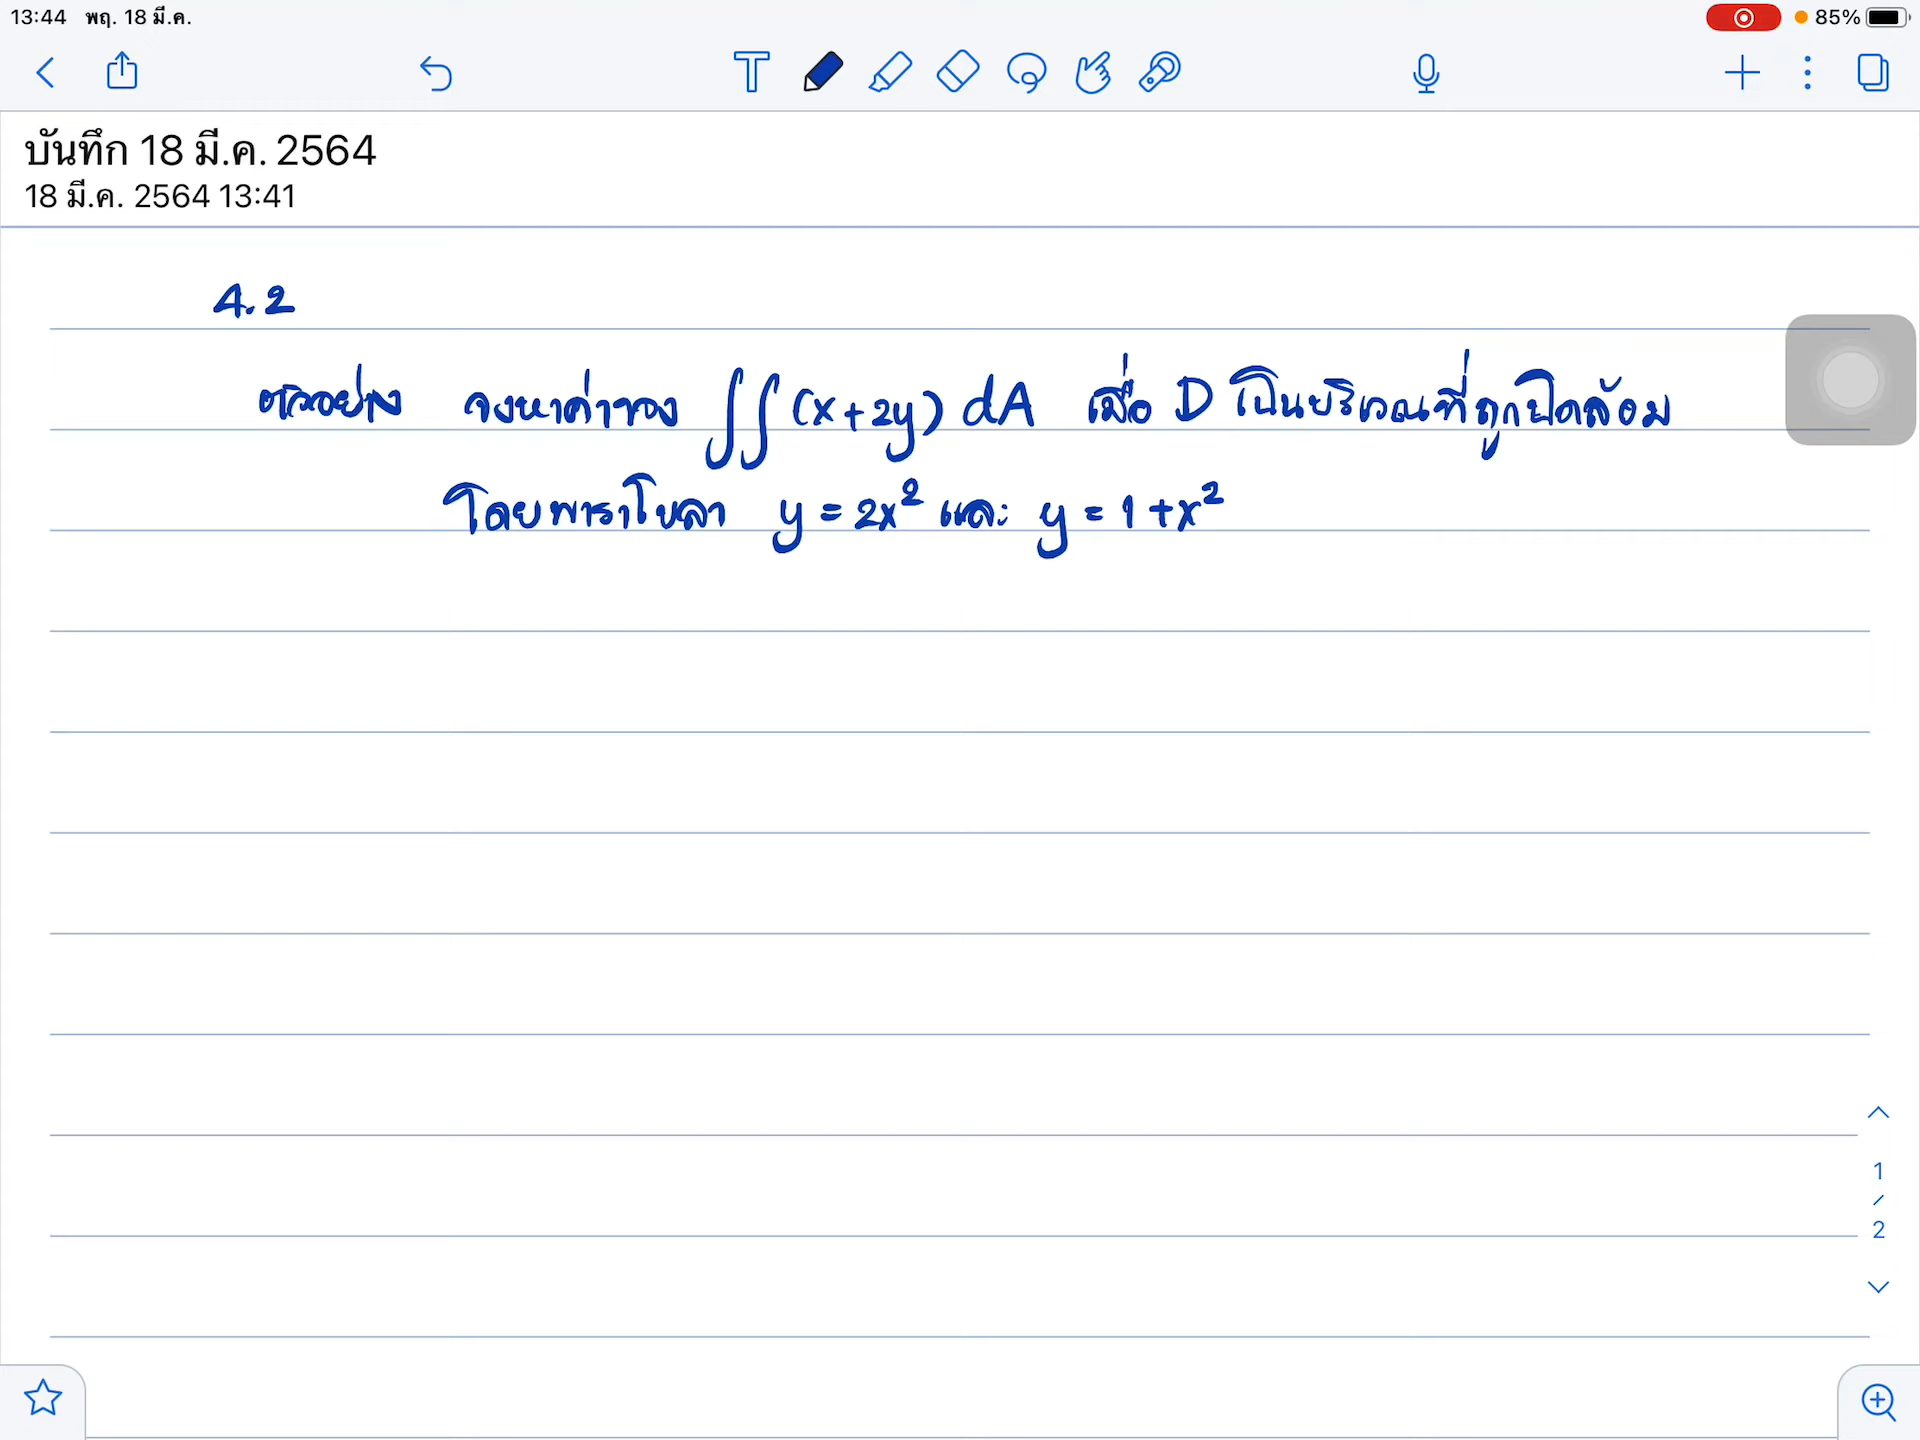 13:44 พฤ. 18 มี.ค.
85%
T
บันทึก 18 มี.ค. 2564
18 มี.ค. 2564 13:41
4.2
ตัวอย่าง จงหาค่าของ ∬ (x+2y) dA เมื่อ D เป็นบริเวณที่ถูกปิดล้อม
โดยพาราโบลา y = 2x² และ y = 1+x²
1
/
2